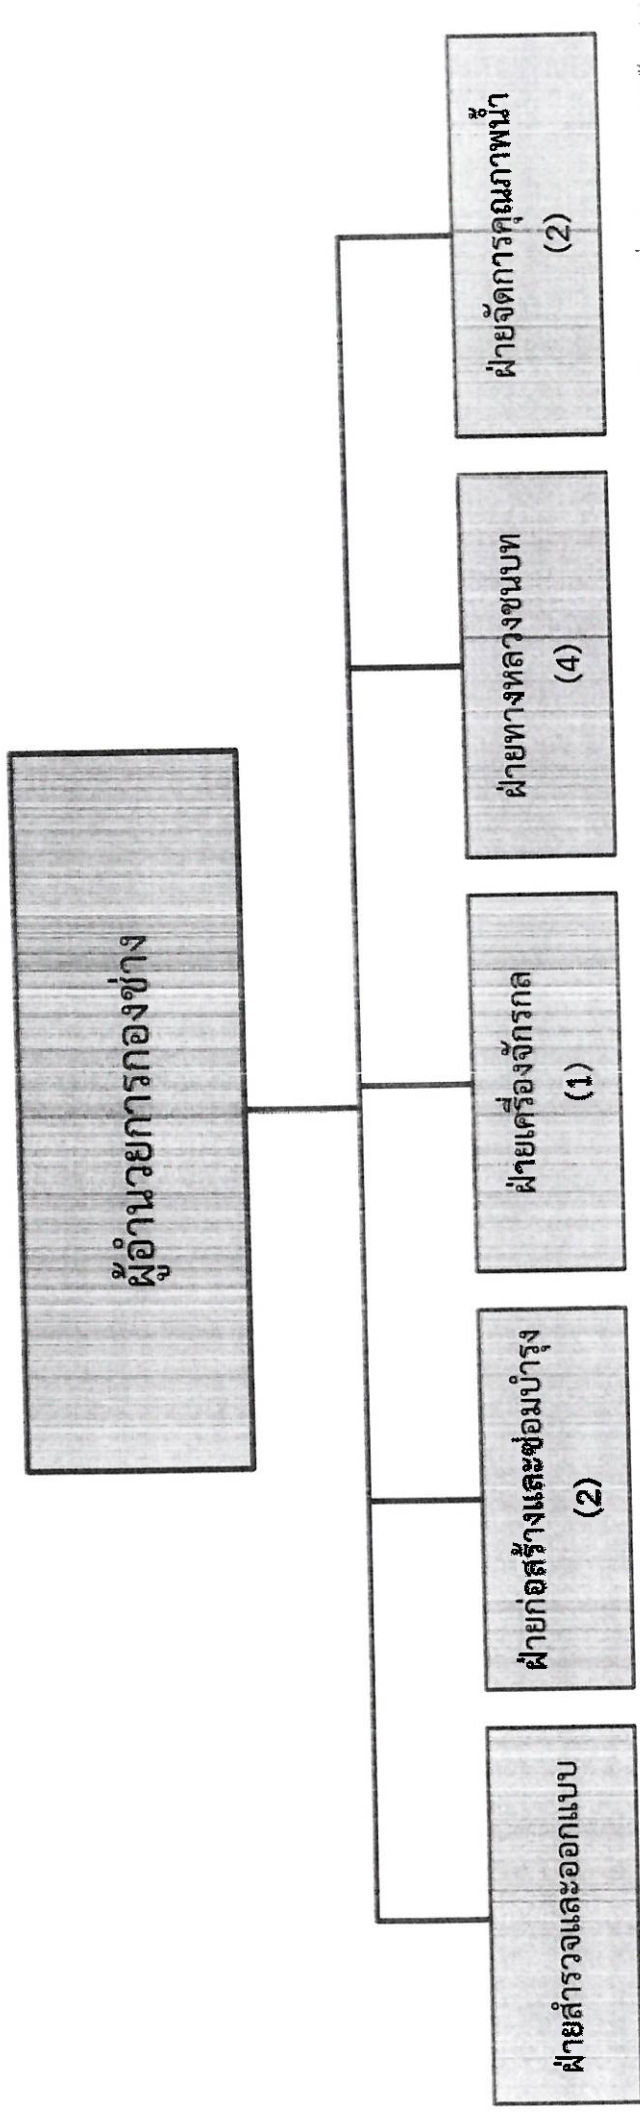 ผู้อำนวยการกองช่าง
ฝ่ายสำรวจและออกแบบ
ฝ่ายก่อสร้างและซ่อมบำรุง
(2)
ฝ่ายเครื่องจักรกล
(1)
ฝ่ายทางหลวงชนบท
(4)
ฝ่ายจัดการคุณภาพน้ำ
(2)